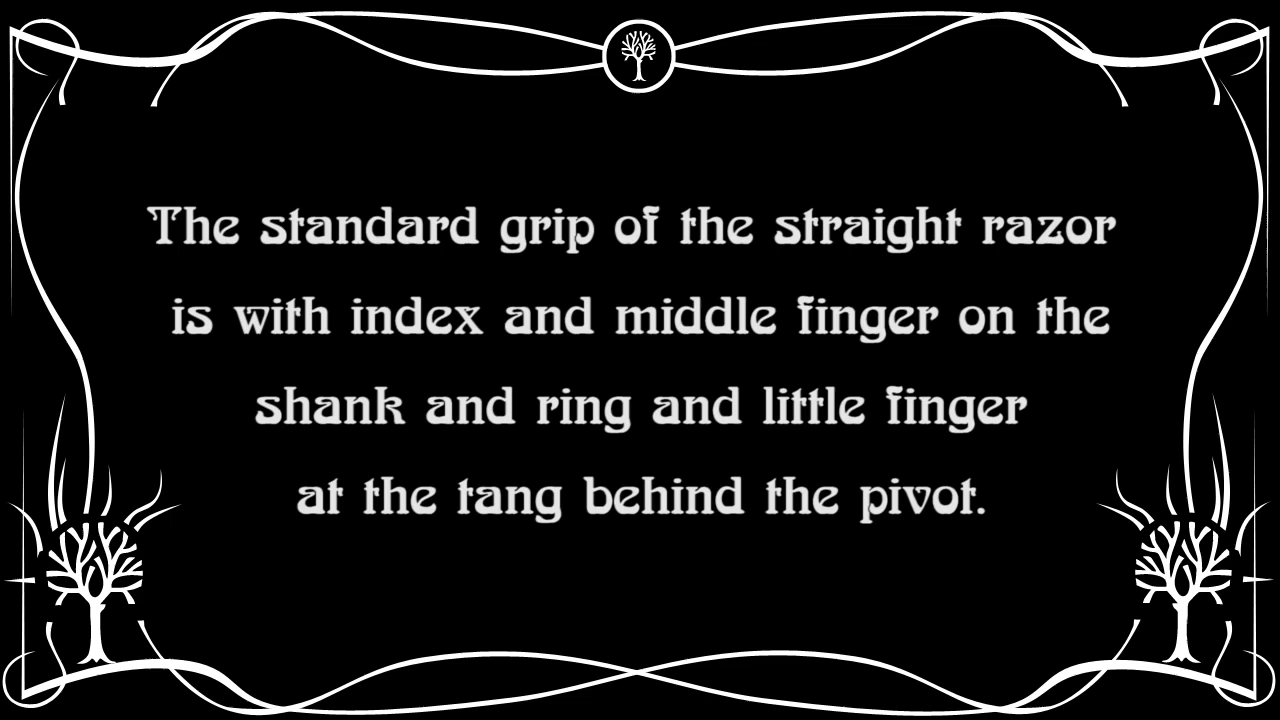 The standard grip of the straight razor
is with index and middle finger on the
shank and ring and little finger
at the tang behind the pivot.